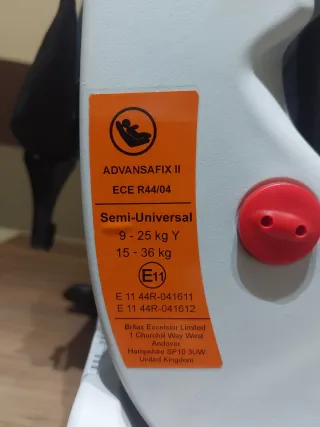 ADVANSAFIX II
ECE R44/04
Semi-Universal
9 - 25 kg Y
15 - 36 kg
E11
E 11 44R-041611
E 11 44R-041612
Britax Excelsior Limited
1 Churchill Way West
Andover
Hampshire SP10 3UW
United Kingdom